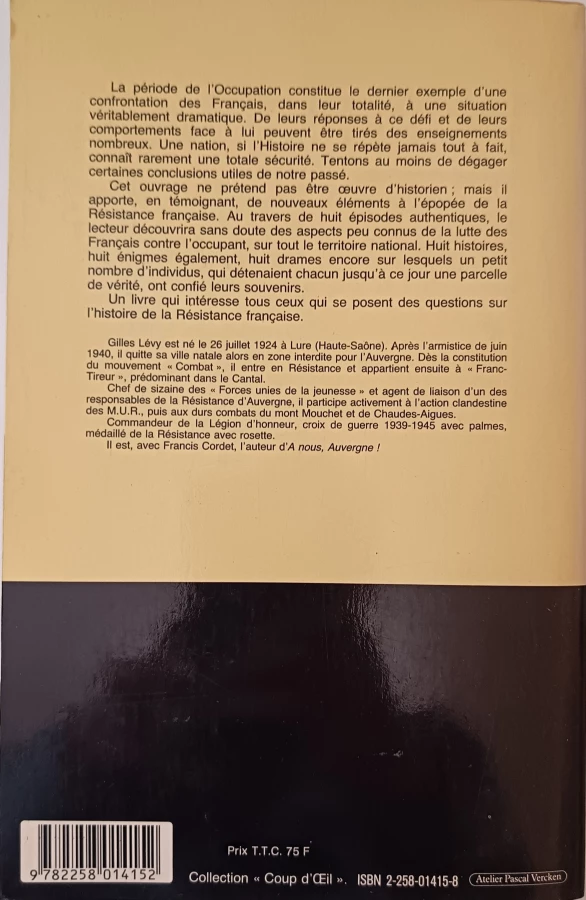 La période de l'Occupation constitue le dernier exemple d'une
confrontation des Français, dans leur totalité, à une situation
véritablement dramatique. De leurs réponses à ce défi et de leurs
comportements face à lui peuvent être tirés des enseignements
nombreux. Une nation, si l'Histoire ne se répète jamais tout à fait,
connaît rarement une totale sécurité. Tentons au moins de dégager
certaines conclusions utiles de notre passé.
Cet ouvrage ne prétend pas être œuvre d'historien ; mais il
apporte, en témoignant, de nouveaux éléments à l'épopée de la
Résistance française. Au travers de huit épisodes authentiques, le
lecteur découvrira sans doute des aspects peu connus de la lutte des
Français contre l'occupant, sur tout le territoire national. Huit histoires,
huit énigmes également, huit drames encore sur lesquels un petit
nombre d'individus, qui détenaient chacun jusqu'à ce jour une parcelle
de vérité, ont confié leurs souvenirs.
Un livre qui intéresse tous ceux qui se posent des questions sur
l'histoire de la Résistance française.
Gilles Lévy est né le 26 juillet 1924 à Lure (Haute-Saône). Après l'armistice de juin
1940, il quitte sa ville natale alors en zone interdite pour l'Auvergne. Dès la constitution
du mouvement « Combat », il entre en Résistance et appartient ensuite à « Franc-
Tireur », prédominant dans le Cantal.
Chef de sizaine des « Forces unies de la jeunesse » et agent de liaison d'un des
responsables de la Résistance d'Auvergne, il participe activement à l'action clandestine
des M.U.R., puis aux durs combats du mont Mouchet et de Chaudes-Aigues.
Commandeur de la Légion d'honneur, croix de guerre 1939-1945 avec palmes,
médaillé de la Résistance avec rosette.
Il est, avec Francis Cordet, l'auteur d'A nous, Auvergne !
Prix T.T.C. 75 F
9 782258 014152
Collection « Coup d'Œil ». ISBN 2-258-01415-8 Atelier Pascal Vercken